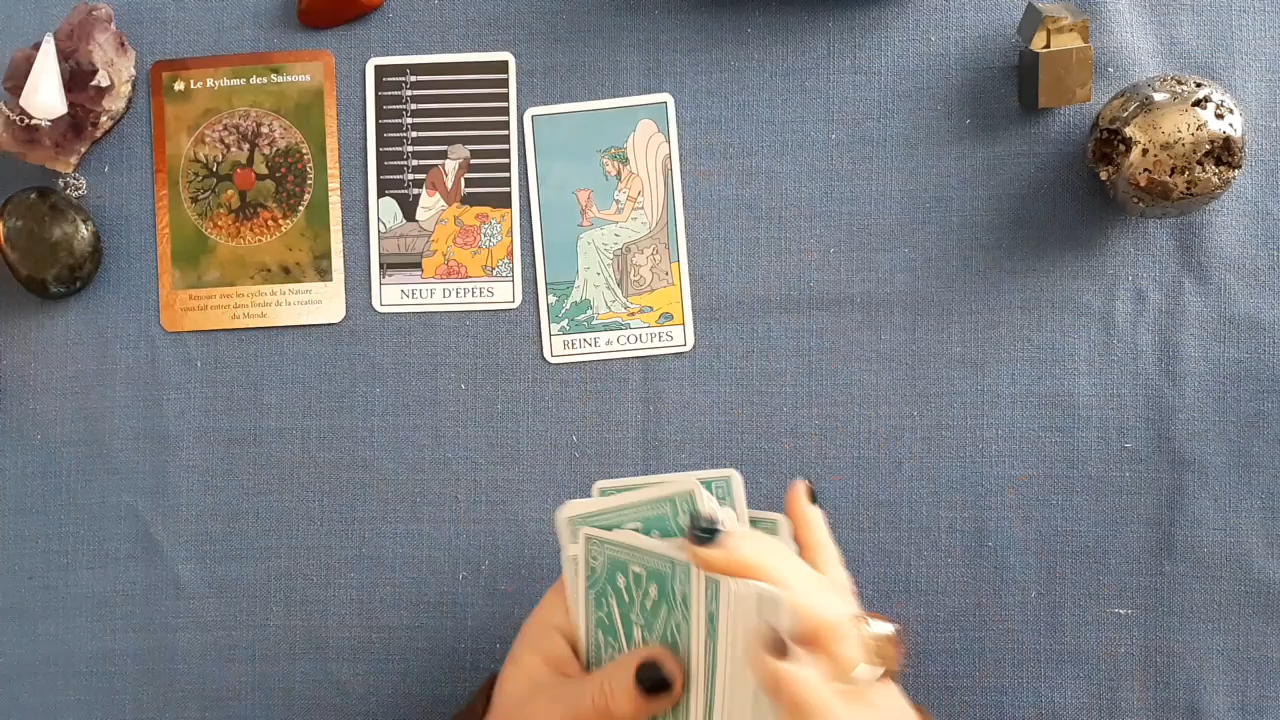 Le Rythme des Saisons
Renouer avec les cycles de la Nature ...
vous fait entrer dans l'ordre de la création
du Monde.
NEUF D'ÉPÉES
REINE de COUPES